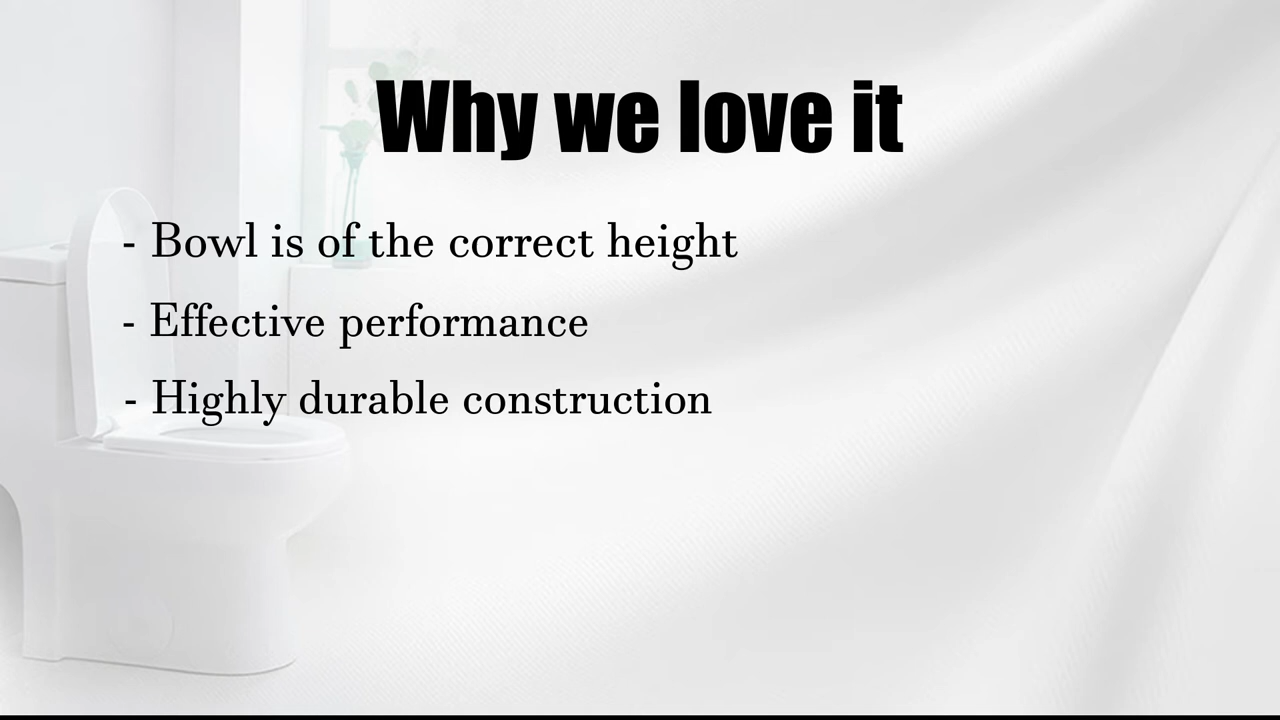 Why we love it
- Bowl is of the correct height
- Effective performance
- Highly durable construction